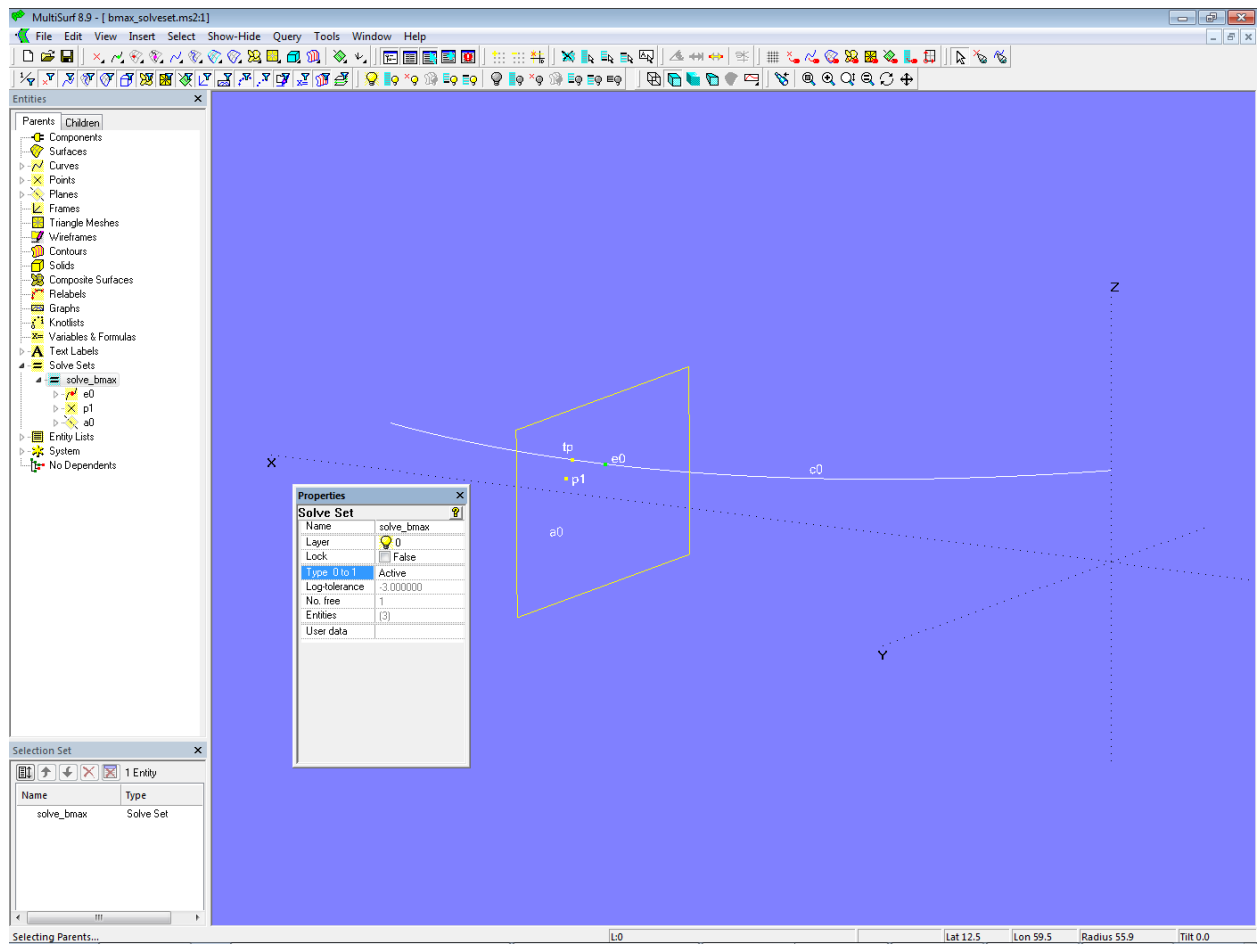 MultiSurf 8.9 - [ bmax_solveset.ms2:1]
File Edit View Insert Select Show-Hide Query Tools Window Help
Entities
Parents Children
Components
Surfaces
Curves
Points
Planes
Frames
Triangle Meshes
Wireframes
Contours
Solids
Composite Surfaces
Relabels
Graphs
Knotlists
Variables & Formulas
Text Labels
Solve Sets
solve_bmax
e0
p1
a0
Entity Lists
System
No Dependents
Selection Set
1 Entity
Name Type
solve_bmax Solve Set
Z
X
tp
e0
c0
p1
a0
Y
Properties
Solve Set
Name solve_bmax
Layer 0
Lock False
Type 0 to 1 Active
Log-tolerance -3.000000
No. free 1
Entities (3)
User data
Selecting Parents... L:0 Lat 12.5 Lon 59.5 Radius 55.9 Tilt 0.0